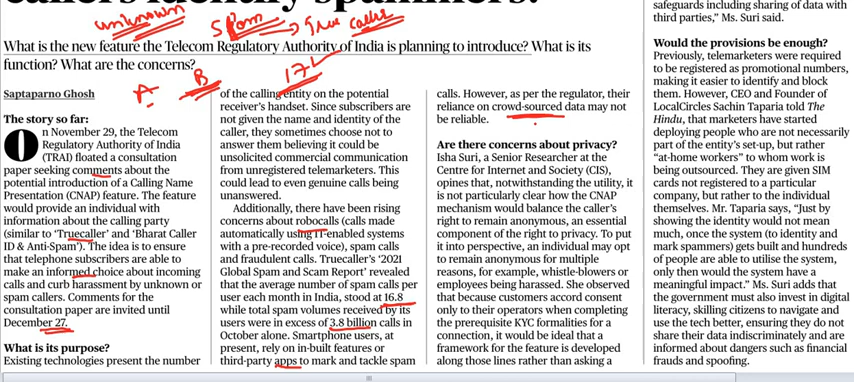 callers identify spammers?
unknown
Spam
True caller
What is the new feature the Telecom Regulatory Authority of India is planning to introduce? What is its
function? What are the concerns?
A
B
Saptaparno Ghosh
The story so far:
On November 29, the Telecom
Regulatory Authority of India
(TRAI) floated a consultation
paper seeking comments about the
potential introduction of a Calling Name
Presentation (CNAP) feature. The feature
would provide an individual with
information about the calling party
(similar to ‘Truecaller’ and ‘Bharat Caller
ID & Anti-Spam’). The idea is to ensure
that telephone subscribers are able to
make an informed choice about incoming
calls and curb harassment by unknown or
spam callers. Comments for the
consultation paper are invited until
December 27.
What is its purpose?
Existing technologies present the number
of the calling entity on the potential
receiver’s handset. Since subscribers are
not given the name and identity of the
caller, they sometimes choose not to
answer them believing it could be
unsolicited commercial communication
from unregistered telemarketers. This
could lead to even genuine calls being
unanswered.
Additionally, there have been rising
concerns about robocalls (calls made
automatically using IT-enabled systems
with a pre-recorded voice), spam calls
and fraudulent calls. Truecaller’s ‘2021
Global Spam and Scam Report’ revealed
that the average number of spam calls per
user each month in India, stood at 16.8
while total spam volumes received by its
users were in excess of 3.8 billion calls in
October alone. Smartphone users, at
present, rely on in-built features or
third-party apps to mark and tackle spam
calls. However, as per the regulator, their
reliance on crowd-sourced data may not
be reliable.
Are there concerns about privacy?
Isha Suri, a Senior Researcher at the
Centre for Internet and Society (CIS),
opines that, notwithstanding the utility, it
is not particularly clear how the CNAP
mechanism would balance the caller’s
right to remain anonymous, an essential
component of the right to privacy. To put
it into perspective, an individual may opt
to remain anonymous for multiple
reasons, for example, whistle-blowers or
employees being harassed. She observed
that because customers accord consent
only to their operators when completing
the prerequisite KYC formalities for a
connection, it would be ideal that a
framework for the feature is developed
along those lines rather than asking a
safeguards including sharing of data with
third parties,” Ms. Suri said.
Would the provisions be enough?
Previously, telemarketers were required
to be registered as promotional numbers,
making it easier to identify and block
them. However, CEO and Founder of
LocalCircles Sachin Taparia told The
Hindu, that marketers have started
deploying people who are not necessarily
part of the entity’s set-up, but rather
“at-home workers” to whom work is
being outsourced. They are given SIM
cards not registered to a particular
company, but rather to the individual
themselves. Mr. Taparia says, “Just by
showing the identity would not mean
much, once the system (to identify and
mark spammers) gets built and hundreds
of people are able to utilise the system,
only then would the system have a
meaningful impact.” Ms. Suri adds that
the government must also invest in digital
literacy, skilling citizens to navigate and
use the tech better, ensuring they do not
share their data indiscriminately and are
informed about dangers such as financial
frauds and spoofing.